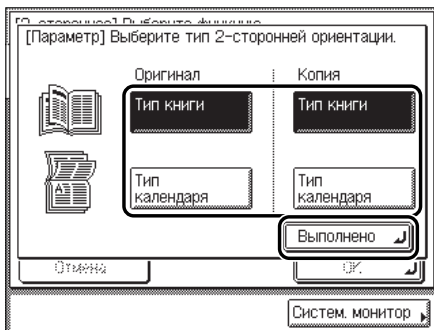 [Параметр] Выберите тип 2-сторонней ориентации.
Оригинал
Копия
Тип книги
Тип книги
Тип
календаря
Тип
календаря
Выполнено
Отмена
OK
Систем. монитор